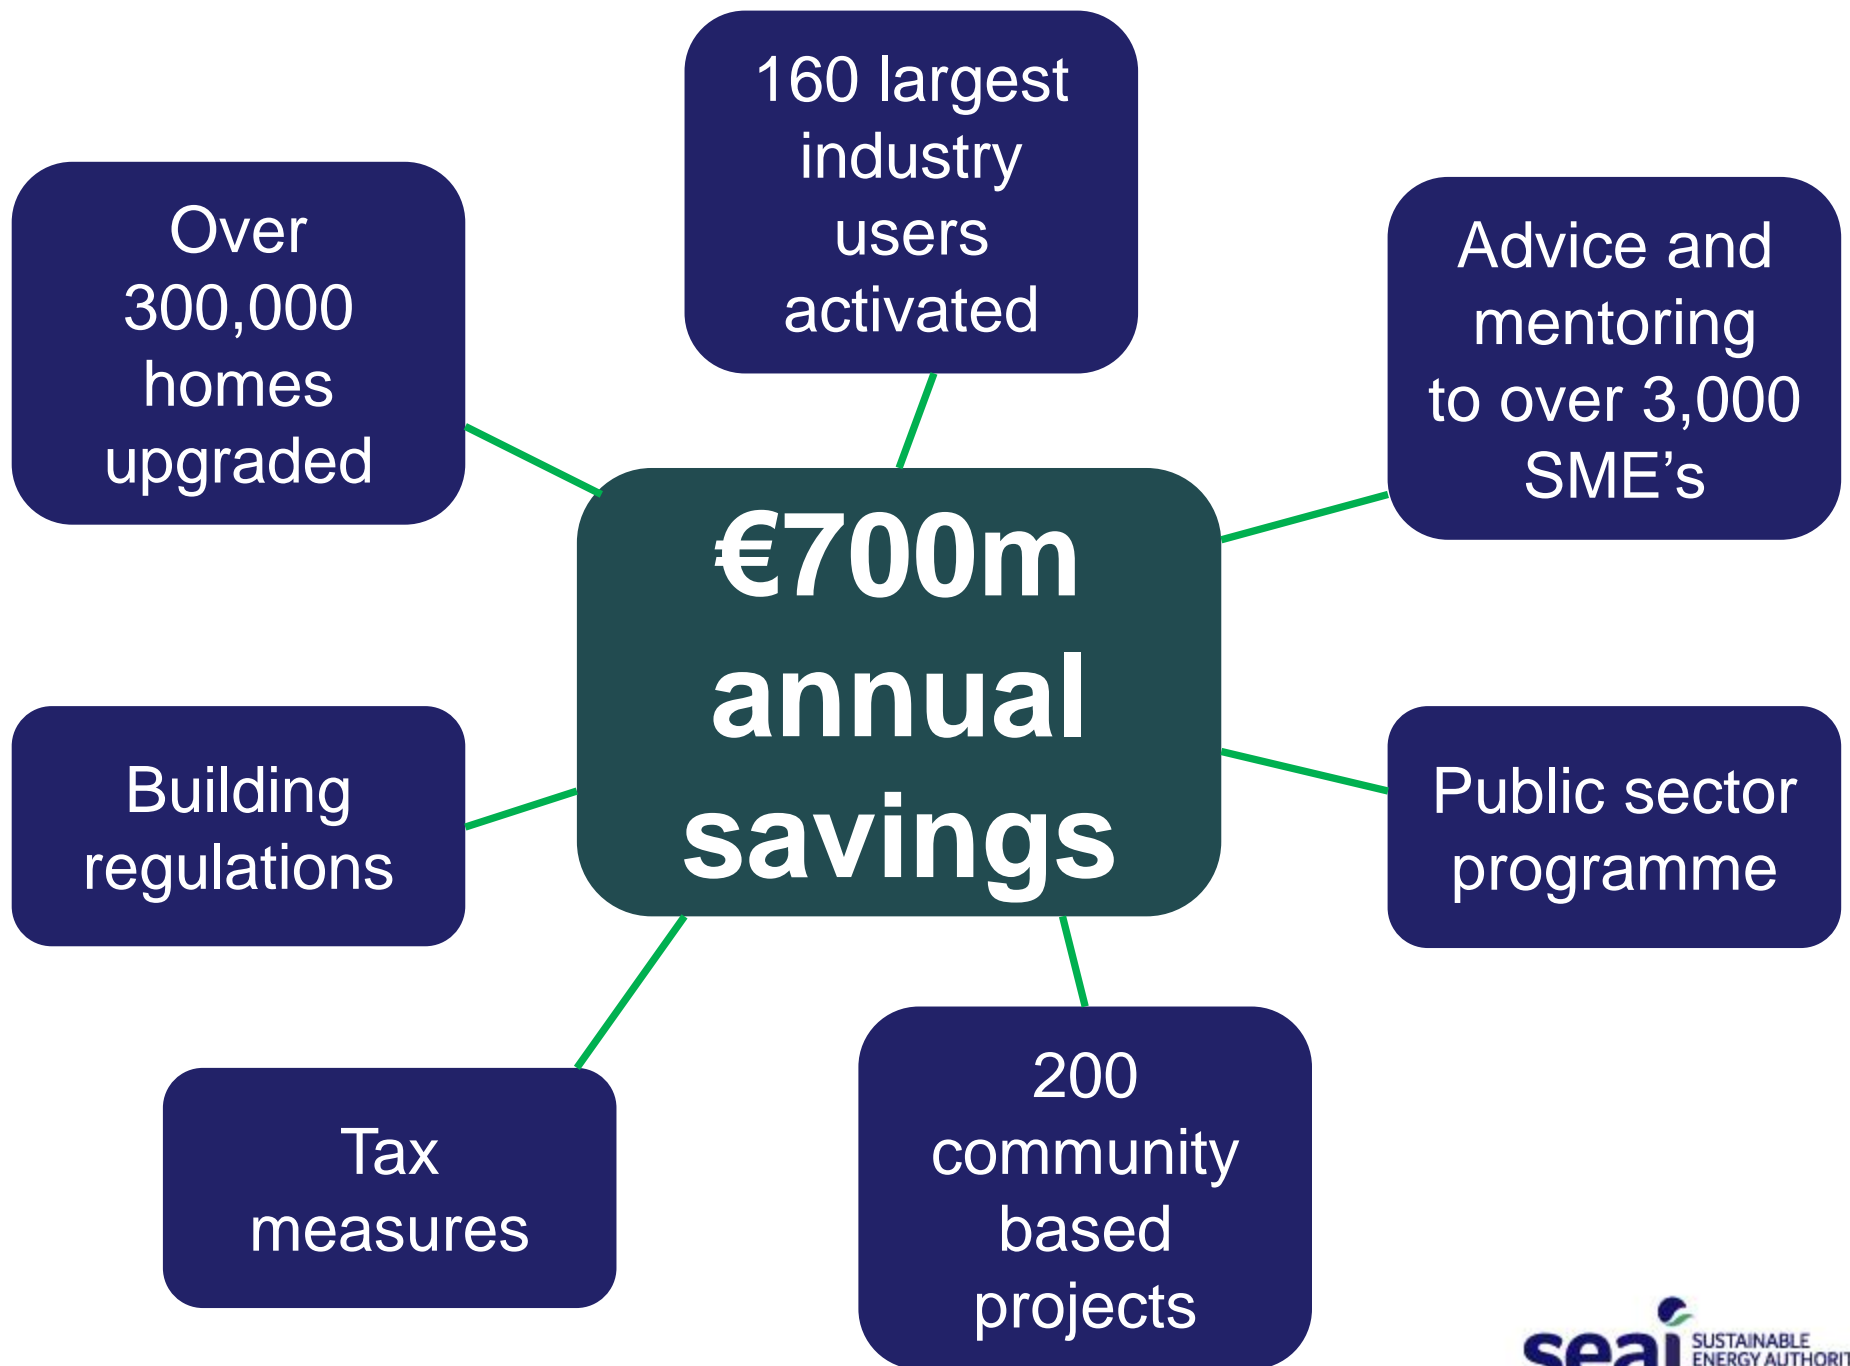 160 largest
industry
users
activated
Over
300,000
homes
upgraded
Advice and
mentoring
to over 3,000
SME’s
€700m
annual
savings
Building
regulations
Public sector
programme
Tax
measures
200
community
based
projects
seai
SUSTAINABLE